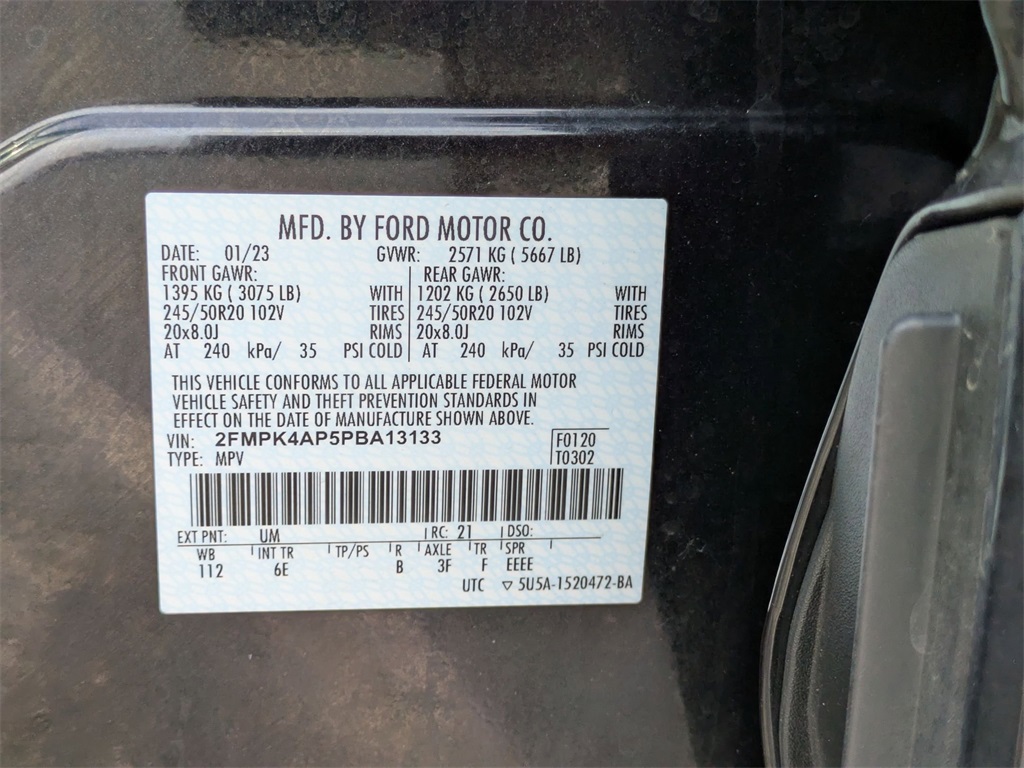 MFD. BY FORD MOTOR CO.
DATE: 01/23 GVWR: 2571 KG ( 5667 LB)
FRONT GAWR: REAR GAWR:
1395 KG ( 3075 LB) WITH 1202 KG ( 2650 LB) WITH
245/50R20 102V TIRES 245/50R20 102V TIRES
20x8.0J RIMS 20x8.0J RIMS
AT 240 kPa/ 35 PSI COLD AT 240 kPa/ 35 PSI COLD
THIS VEHICLE CONFORMS TO ALL APPLICABLE FEDERAL MOTOR
VEHICLE SAFETY AND THEFT PREVENTION STANDARDS IN
EFFECT ON THE DATE OF MANUFACTURE SHOWN ABOVE.
VIN: 2FMPK4AP5PBA13133 F0120
TYPE: MPV T0302
EXT PNT: UM RC: 21 DSO:
WB INT TR TP/PS R AXLE TR SPR
112 6E B 3F F EEEE
UTC ▽ 5U5A-1520472-BA